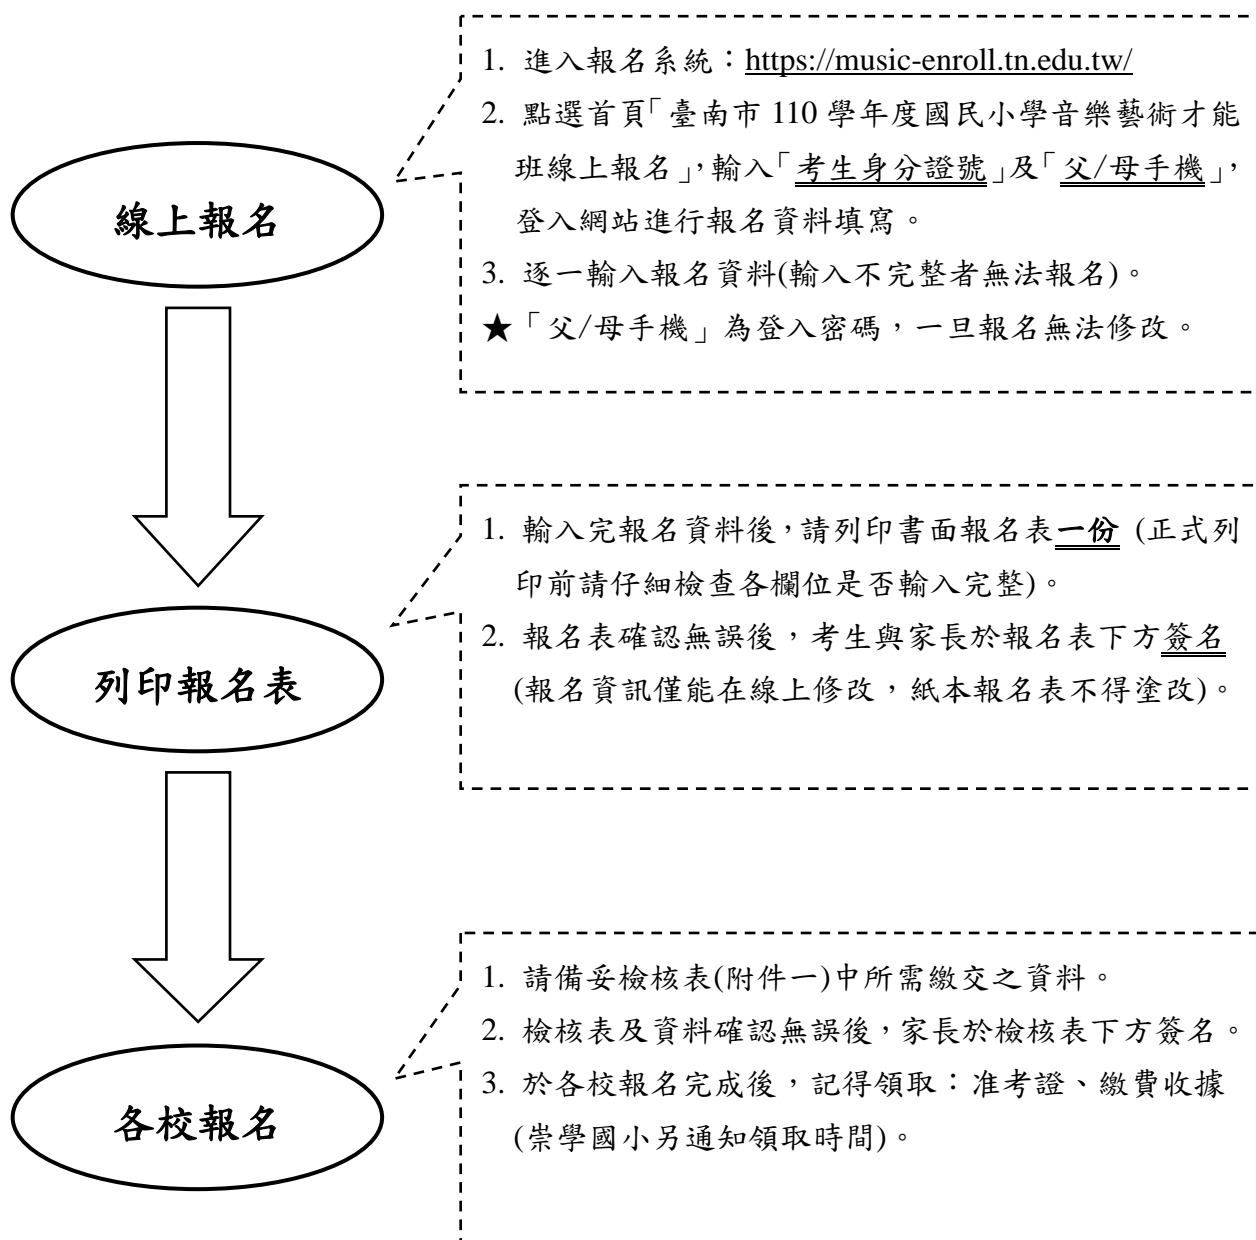 線上報名
1. 進入報名系統：https://music-enroll.tn.edu.tw/
2. 點選首頁「臺南市 110 學年度國民小學音樂藝術才能
班線上報名」，輸入「考生身分證號」及「父/母手機」，
登入網站進行報名資料填寫。
3. 逐一輸入報名資料(輸入不完整者無法報名)。
★「父/母手機」為登入密碼，一旦報名無法修改。
列印報名表
1. 輸入完報名資料後，請列印書面報名表一份 (正式列
印前請仔細檢查各欄位是否輸入完整)。
2. 報名表確認無誤後，考生與家長於報名表下方簽名
(報名資訊僅能在線上修改，紙本報名表不得塗改)。
各校報名
1. 請備妥檢核表(附件一)中所需繳交之資料。
2. 檢核表及資料確認無誤後，家長於檢核表下方簽名。
3. 於各校報名完成後，記得領取：准考證、繳費收據
(崇學國小另通知領取時間)。